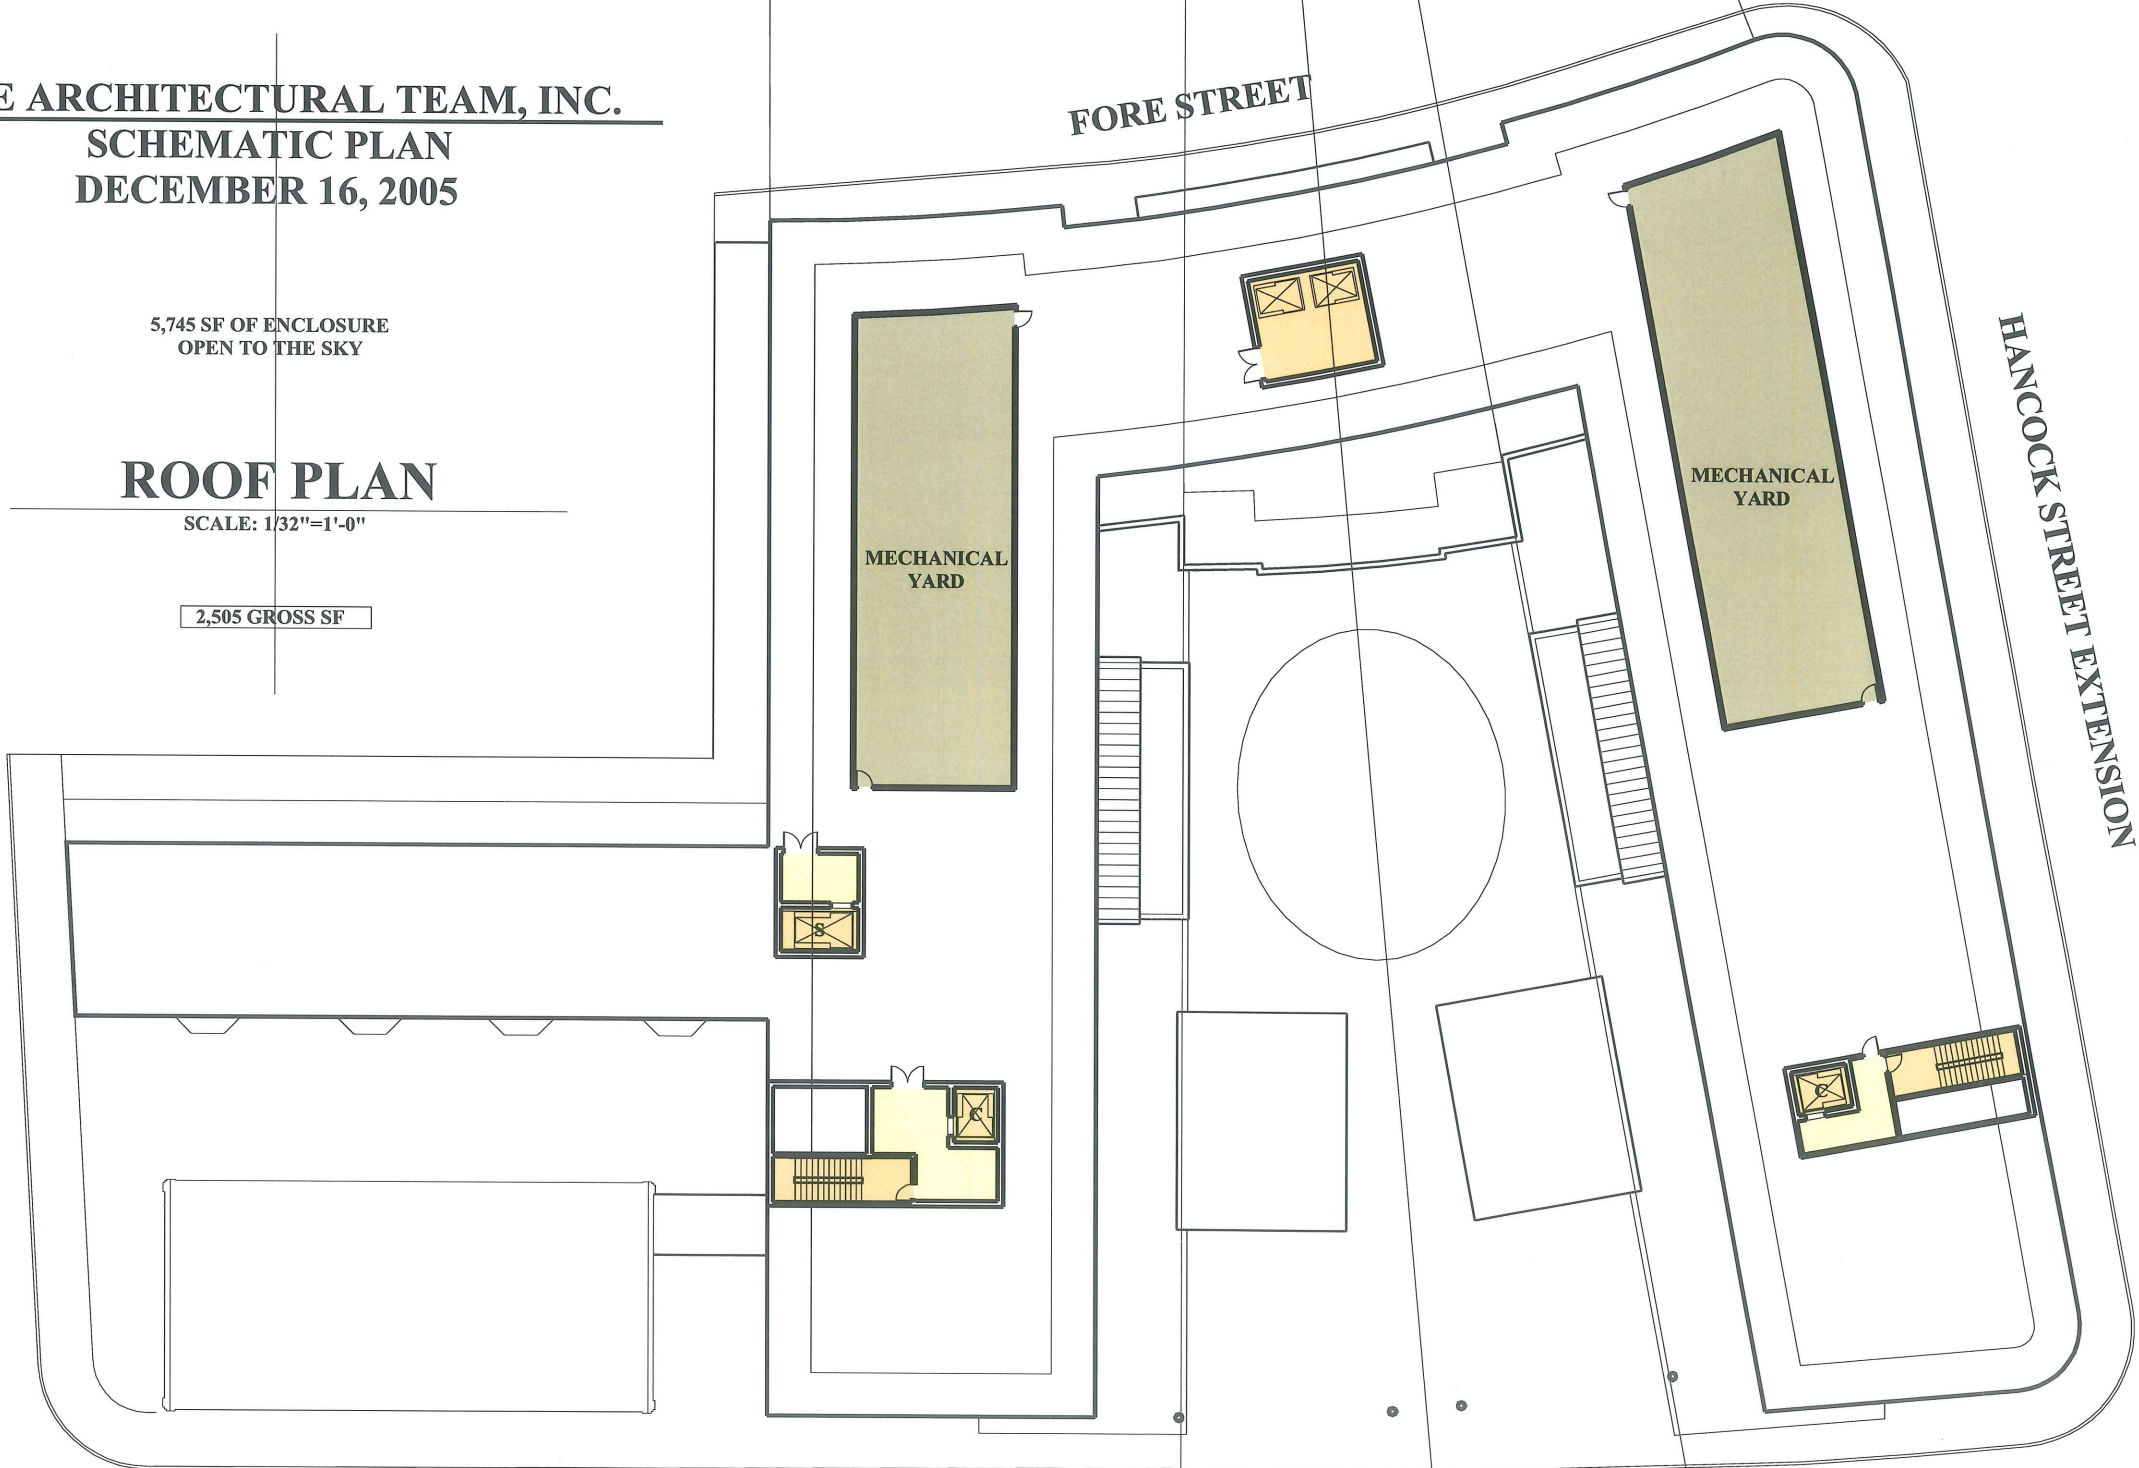 E ARCHITECTURAL TEAM, INC.
SCHEMATIC PLAN
DECEMBER 16, 2005
5,745 SF OF ENCLOSURE
OPEN TO THE SKY
ROOF PLAN
SCALE: 1/32"=1'-0"
2,505 GROSS SF
FORE STREET
HANCOCK STREET EXTENSION
MECHANICAL
YARD
MECHANICAL
YARD
S
C
C